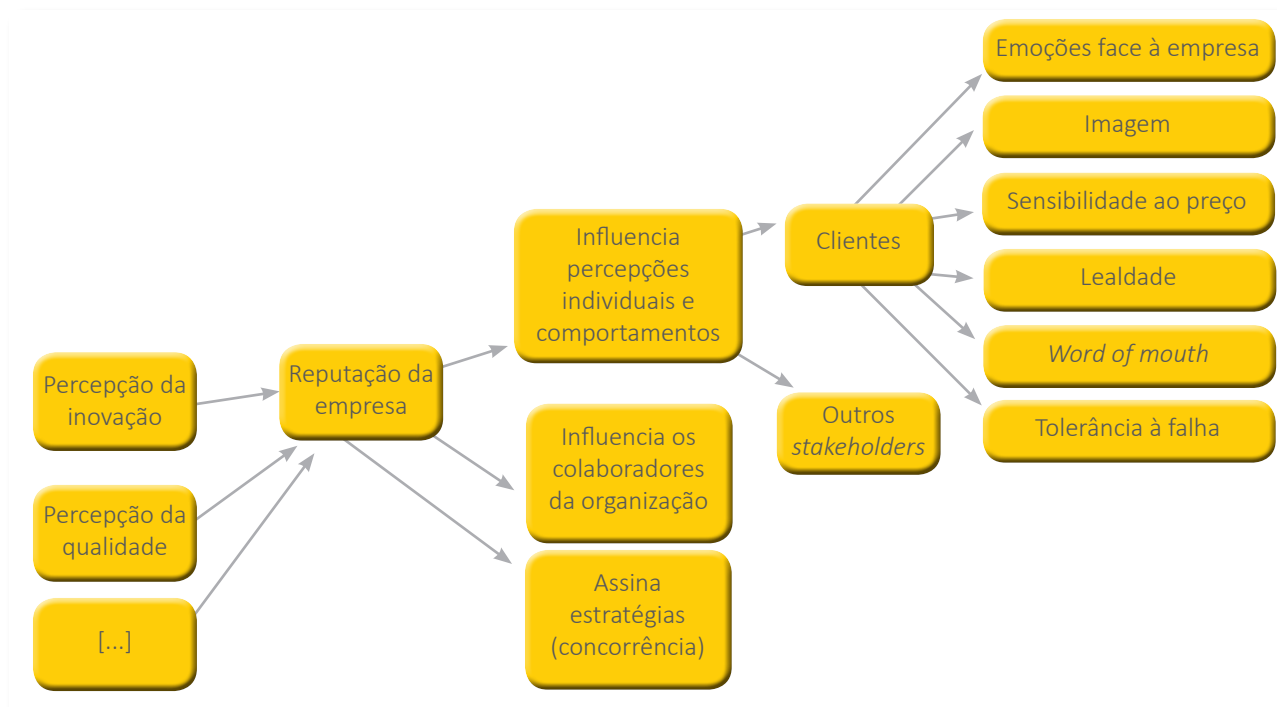 Percepção da
inovação
Percepção da
qualidade
[...]
Reputação da
empresa
Influencia
percepções
individuais e
comportamentos
Influencia os
colaboradores
da organização
Assina
estratégias
(concorrência)
Clientes
Outros
stakeholders
Emoções face à empresa
Imagem
Sensibilidade ao preço
Lealdade
Word of mouth
Tolerância à falha